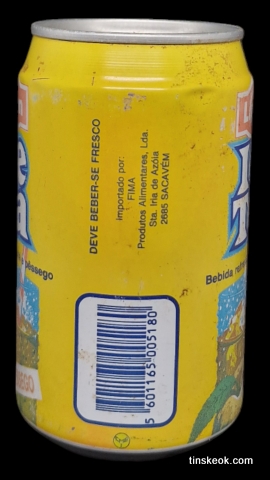 DEVE BEBER-SE FRESCO
importado por:
FIMA
Produtos Alimentares, Lda.
Sta. Iria de Azóia
2685 SACAVÉM
5 601165 005180
Bebida
tinskeok.com